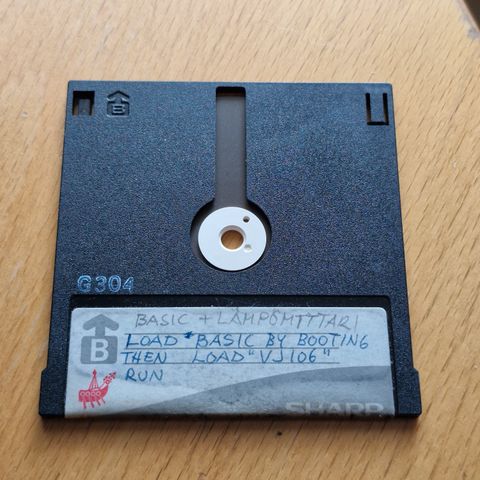 B
G304
BASIC + LÄMPÖMITTARI
B LOAD "BASIC BY BOOTING
THEN LOAD "VJ106"
RUN
SHARP